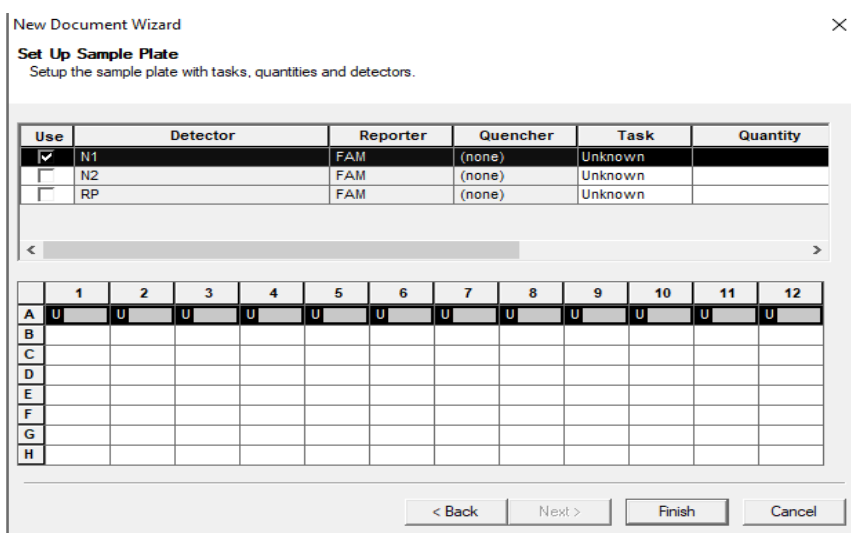 New Document Wizard
Set Up Sample Plate
Setup the sample plate with tasks, quantities and detectors.
Use Detector Reporter Quencher Task Quantity
N1 FAM (none) Unknown
N2 FAM (none) Unknown
RP FAM (none) Unknown
1 2 3 4 5 6 7 8 9 10 11 12
A U U U U U U U U U U U U
B
C
D
E
F
G
H
< Back Next > Finish Cancel